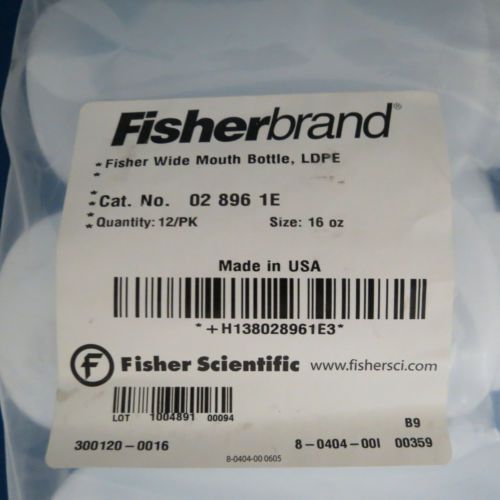 Fisherbrand®
* Fisher Wide Mouth Bottle, LDPE
*
* Cat. No. 02 896 1E
* Quantity: 12/PK Size: 16 oz
*
Made in USA
*+H138028961E3*
F Fisher Scientific www.fishersci.com
LOT 1004891 00094
B9
300120-0016 8-0404-00I 00359
8-0404-00 0605